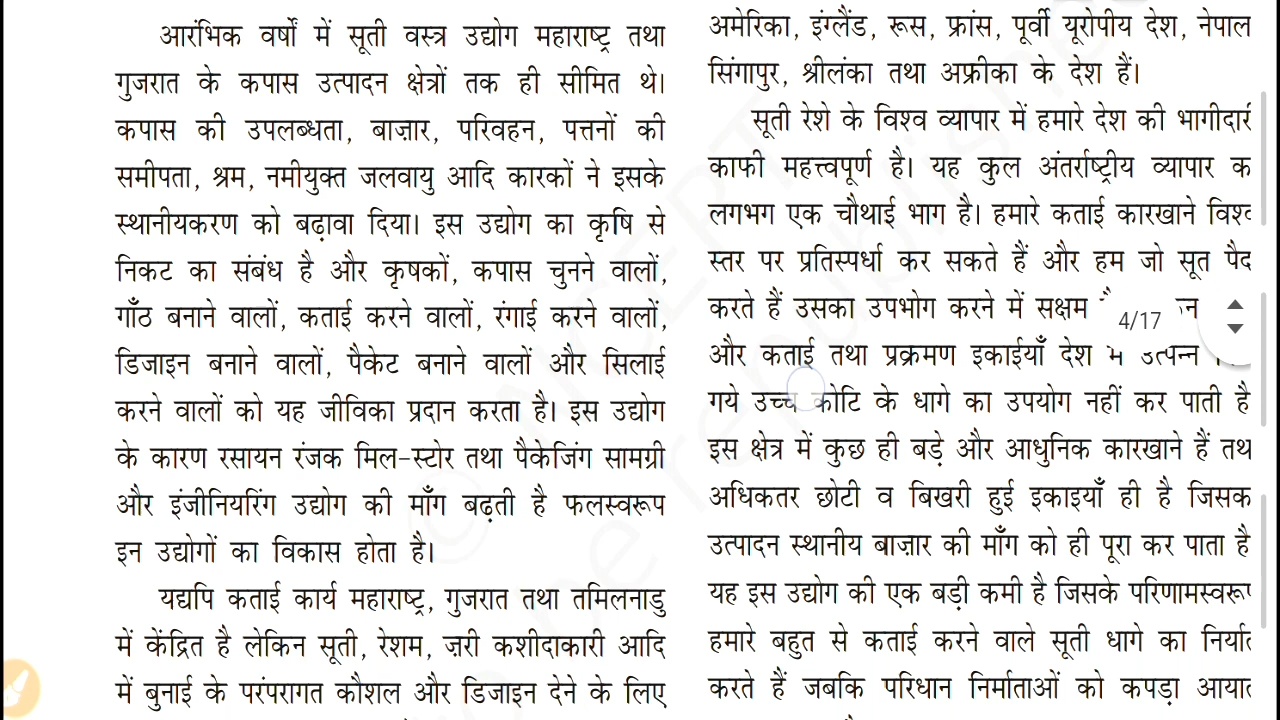 आरंभिक वर्षों में सूती वस्त्र उद्योग महाराष्ट्र तथा
गुजरात के कपास उत्पादन क्षेत्रों तक ही सीमित थे।
कपास की उपलब्धता, बाज़ार, परिवहन, पत्तनों की
समीपता, श्रम, नमीयुक्त जलवायु आदि कारकों ने इसके
स्थानीयकरण को बढ़ावा दिया। इस उद्योग का कृषि से
निकट का संबंध है और कृषकों, कपास चुनने वालों,
गाँठ बनाने वालों, कताई करने वालों, रंगाई करने वालों,
डिजाइन बनाने वालों, पैकेट बनाने वालों और सिलाई
करने वालों को यह जीविका प्रदान करता है। इस उद्योग
के कारण रसायन रंजक मिल-स्टोर तथा पैकेजिंग सामग्री
और इंजीनियरिंग उद्योग की माँग बढ़ती है फलस्वरूप
इन उद्योगों का विकास होता है।
यद्यपि कताई कार्य महाराष्ट्र, गुजरात तथा तमिलनाडु
में केंद्रित है लेकिन सूती, रेशम, ज़री कशीदाकारी आदि
में बुनाई के परंपरागत कौशल और डिजाइन देने के लिए
अमेरिका, इंग्लैंड, रूस, फ्रांस, पूर्वी यूरोपीय देश, नेपाल
सिंगापुर, श्रीलंका तथा अफ्रीका के देश हैं।
सूती रेशे के विश्व व्यापार में हमारे देश की भागीदारी
काफी महत्त्वपूर्ण है। यह कुल अंतर्राष्ट्रीय व्यापार
लगभग एक चौथाई भाग है। हमारे कताई कारखाने
स्तर पर प्रतिस्पर्धा कर सकते हैं और हम जो सूत
करते हैं उसका उपभोग करने में सक्षम
4/17
और कताई तथा प्रक्रमण इकाईयाँ देश में उत्पन्न
गये उच्च कोटि के धागे का उपयोग नहीं कर पाती है
इस क्षेत्र में कुछ ही बड़े और आधुनिक कारखाने हैं
अधिकतर छोटी व बिखरी हुई इकाइयाँ ही है
उत्पादन स्थानीय बाज़ार की माँग को ही पूरा कर पाता है
यह इस उद्योग की एक बड़ी कमी है जिसके
हमारे बहुत से कताई करने वाले सूती धागे का
करते हैं जबकि परिधान निर्माताओं को कपड़ा
© NCERT
be republished